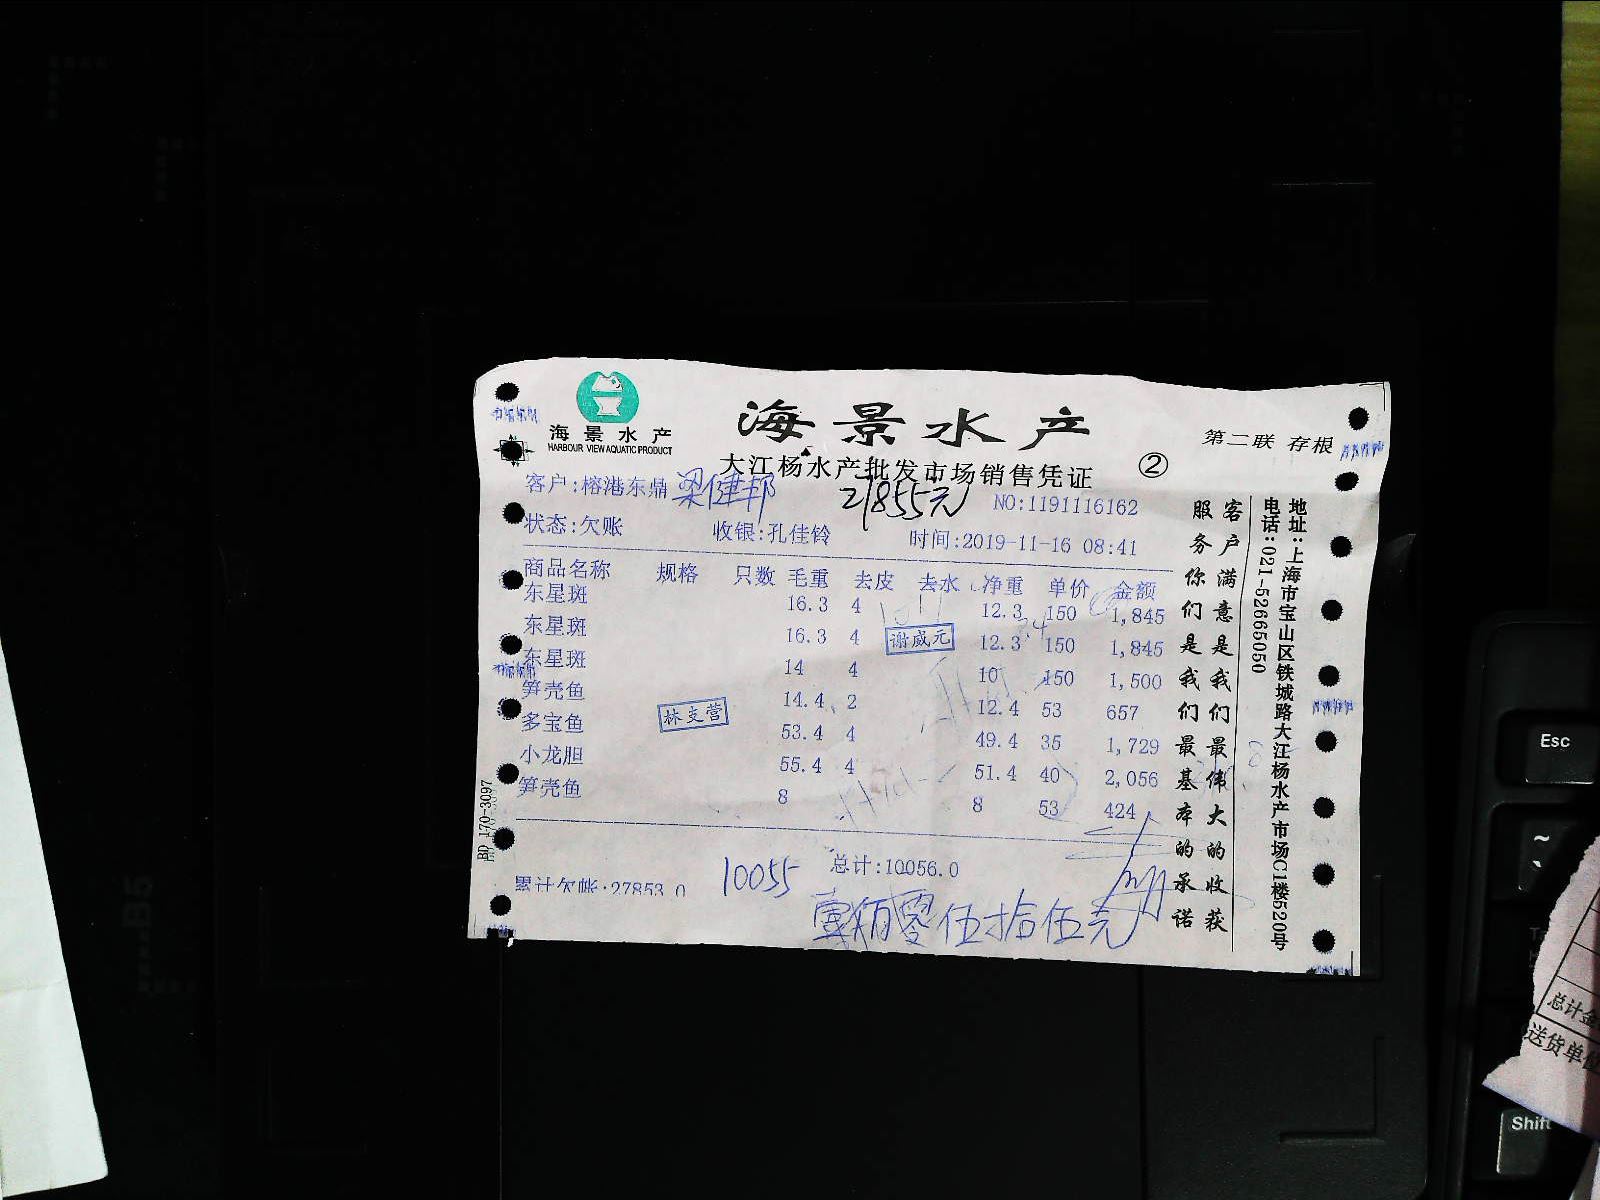 海景水产
HARBOUR VIEW AQUATIC PRODUCT
海景水产
大江杨水产批发市场销售凭证
②
第二联 存根
客户:榕港东鼎 梁健邦 21855元 NO:1191116162
状态:欠账 收银:孔佳铃 时间:2019-11-16 08:41
商品名称 规格 只数 毛重 去皮 去水 净重 单价 金额
东星斑 16.3 4 12.3 150 1,845
东星斑 16.3 4 12.3 150 1,845
谢威元
东星斑 14 4 10 150 1,500
笋壳鱼 14.4 2 12.4 53 657
林支营
多宝鱼 53.4 4 49.4 35 1,729
小龙胆 55.4 4 51.4 40 2,056
笋壳鱼 8 8 53 424
累计欠帐:27853.0 10055 总计:10056.0
零伍拾伍元
客户满意是我们最伟大的收获
服务你们是我们最基本的承诺
地址:上海市宝山区铁城路大江杨水产市场C1楼520号
电话:021-52665050
BD 170-3097
Esc
~
Shift
总计金
送货单位